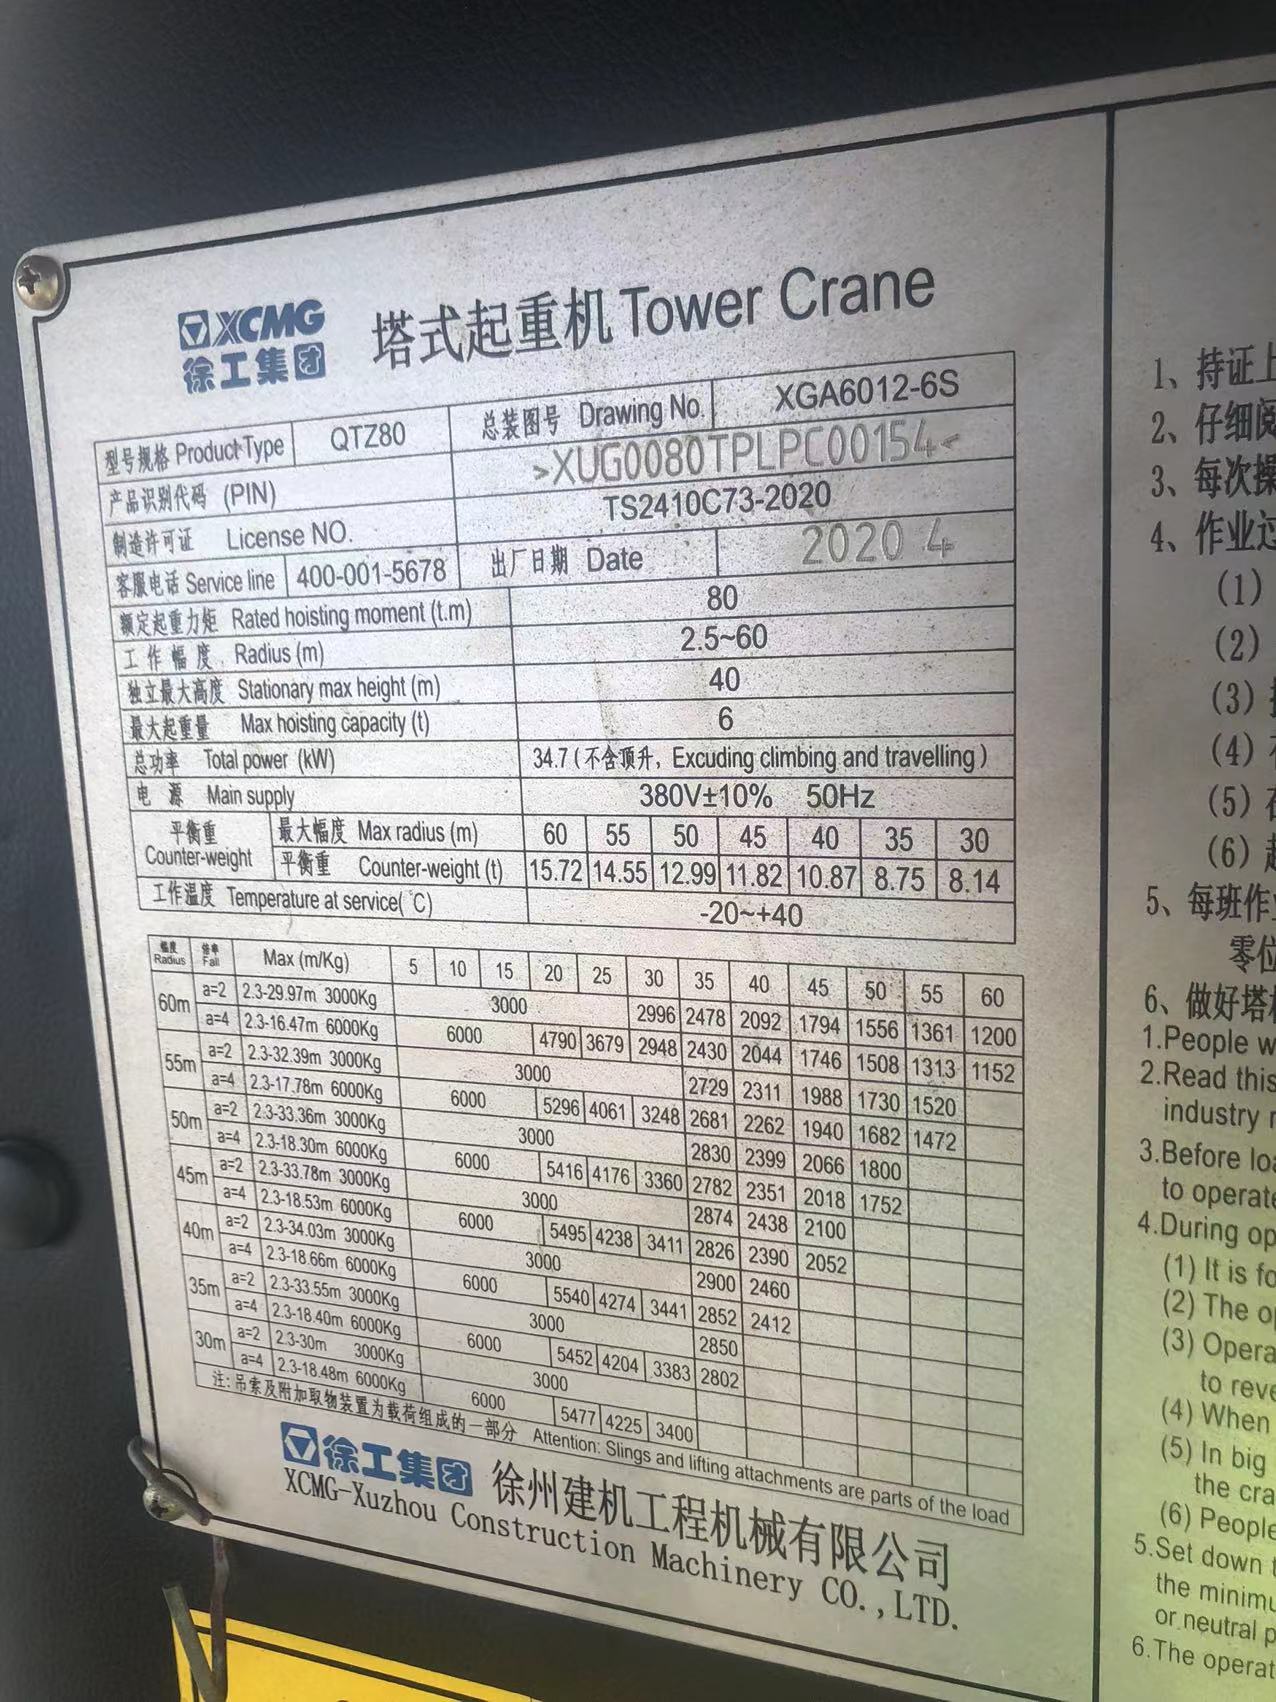 XCMG
徐工集团
塔式起重机 Tower Crane
型号规格 Product Type QTZ80 总装图号 Drawing No. XGA6012-6S
产品识别代码 (PIN) >XUG0080TPLPC00154<
制造许可证 License NO. TS2410C73-2020
客服电话 Service line 400-001-5678 出厂日期 Date 2020 4
额定起重力矩 Rated hoisting moment (t.m) 80
工作幅度 Radius (m) 2.5~60
独立最大高度 Stationary max height (m) 40
最大起重量 Max hoisting capacity (t) 6
总功率 Total power (kW) 34.7 (不含顶升, Excuding climbing and travelling)
电 源 Main supply 380V±10% 50Hz
平衡重 Counter-weight 最大幅度 Max radius (m) 60 55 50 45 40 35 30
平衡重 Counter-weight (t) 15.72 14.55 12.99 11.82 10.87 8.75 8.14
工作温度 Temperature at service(℃) -20~+40
幅度 Radius 倍率 Fall Max (m/Kg) 5 10 15 20 25 30 35 40 45 50 55 60
60m a=2 2.3-29.97m 3000Kg 3000 2996 2478 2092 1794 1556 1361 1200
a=4 2.3-16.47m 6000Kg 6000 4790 3679 2948 2430 2044 1746 1508 1313 1152
55m a=2 2.3-32.39m 3000Kg 3000 2729 2311 1988 1730 1520
a=4 2.3-17.78m 6000Kg 6000 5296 4061 3248 2681 2262 1940 1682 1472
50m a=2 2.3-33.36m 3000Kg 3000 2830 2399 2066 1800
a=4 2.3-18.30m 6000Kg 6000 5416 4176 3360 2782 2351 2018 1752
45m a=2 2.3-33.78m 3000Kg 3000 2874 2438 2100
a=4 2.3-18.53m 6000Kg 6000 5495 4238 3411 2826 2390 2052
40m a=2 2.3-34.03m 3000Kg 3000 2900 2460
a=4 2.3-18.66m 6000Kg 6000 5540 4274 3441 2852 2412
35m a=2 2.3-33.55m 3000Kg 3000 2850
a=4 2.3-18.40m 6000Kg 6000 5452 4204 3383 2802
30m a=2 2.3-30m 3000Kg 3000
a=4 2.3-18.48m 6000Kg 6000 5477 4225 3400
注:吊索及附加取物装置为载荷组成的一部分 Attention: Slings and lifting attachments are parts of the load
徐工集团 徐州建机工程机械有限公司
XCMG-Xuzhou Construction Machinery CO.,LTD.
1、持证上
2、仔细阅
3、每次操
4、作业过
(1)
(2)
(3)
(4)
(5)
(6)
5、每班作
零位
6、做好塔
1.People w
2.Read this
industry
3.Before loa
to operate
4.During op
(1) It is fo
(2) The op
(3) Opera
to reve
(4) When
(5) In big
the cra
(6) People
5.Set down
the minimu
or neutral p
6.The operat